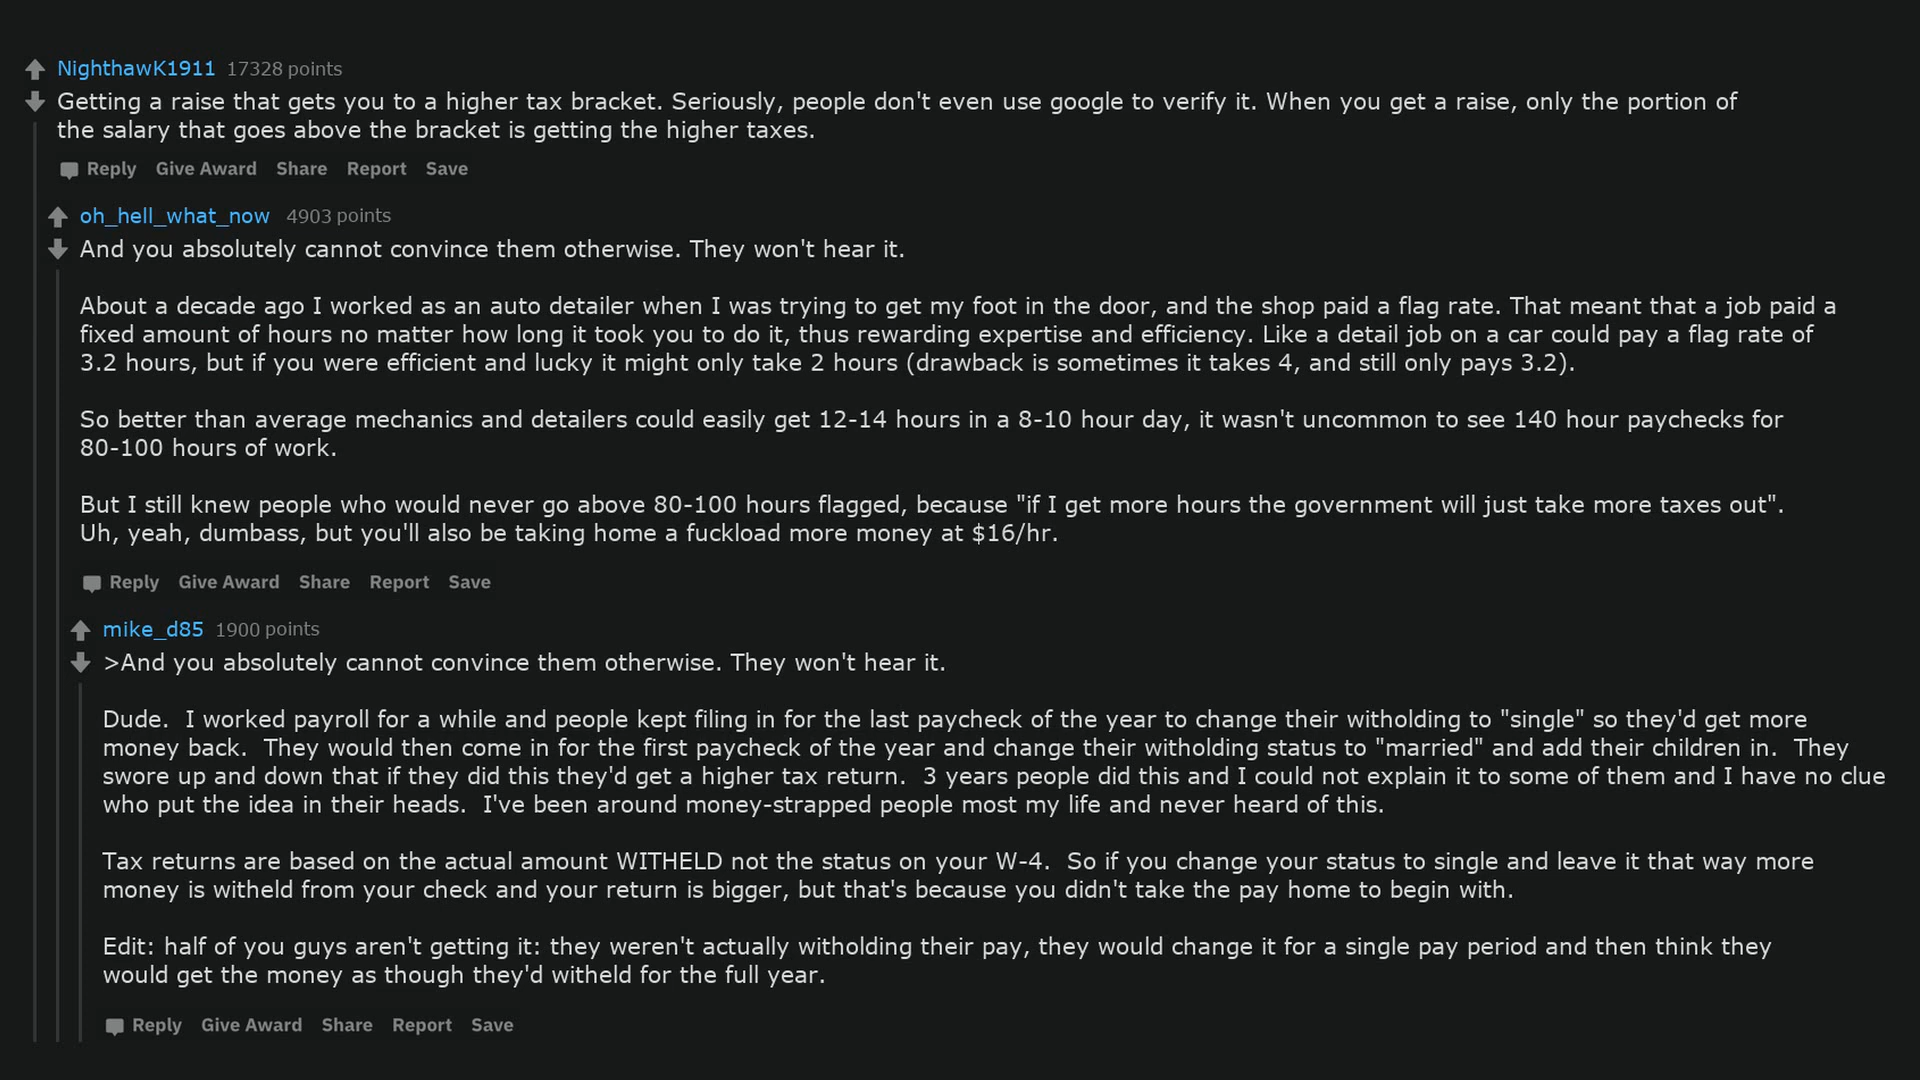 NighthawK1911 17328 points
Getting a raise that gets you to a higher tax bracket. Seriously, people don't even use google to verify it. When you get a raise, only the portion of
the salary that goes above the bracket is getting the higher taxes.
Reply Give Award Share Report Save
oh_hell_what_now 4903 points
And you absolutely cannot convince them otherwise. They won't hear it.
About a decade ago I worked as an auto detailer when I was trying to get my foot in the door, and the shop paid a flag rate. That meant that a job paid a
fixed amount of hours no matter how long it took you to do it, thus rewarding expertise and efficiency. Like a detail job on a car could pay a flag rate of
3.2 hours, but if you were efficient and lucky it might only take 2 hours (drawback is sometimes it takes 4, and still only pays 3.2).
So better than average mechanics and detailers could easily get 12-14 hours in a 8-10 hour day, it wasn't uncommon to see 140 hour paychecks for
80-100 hours of work.
But I still knew people who would never go above 80-100 hours flagged, because "if I get more hours the government will just take more taxes out".
Uh, yeah, dumbass, but you'll also be taking home a fuckload more money at $16/hr.
Reply Give Award Share Report Save
mike_d85 1900 points
>And you absolutely cannot convince them otherwise. They won't hear it.
Dude. I worked payroll for a while and people kept filing in for the last paycheck of the year to change their witholding to "single" so they'd get more
money back. They would then come in for the first paycheck of the year and change their witholding status to "married" and add their children in. They
swore up and down that if they did this they'd get a higher tax return. 3 years people did this and I could not explain it to some of them and I have no clue
who put the idea in their heads. I've been around money-strapped people most my life and never heard of this.
Tax returns are based on the actual amount WITHELD not the status on your W-4. So if you change your status to single and leave it that way more
money is witheld from your check and your return is bigger, but that's because you didn't take the pay home to begin with.
Edit: half of you guys aren't getting it: they weren't actually witholding their pay, they would change it for a single pay period and then think they
would get the money as though they'd witheld for the full year.
Reply Give Award Share Report Save